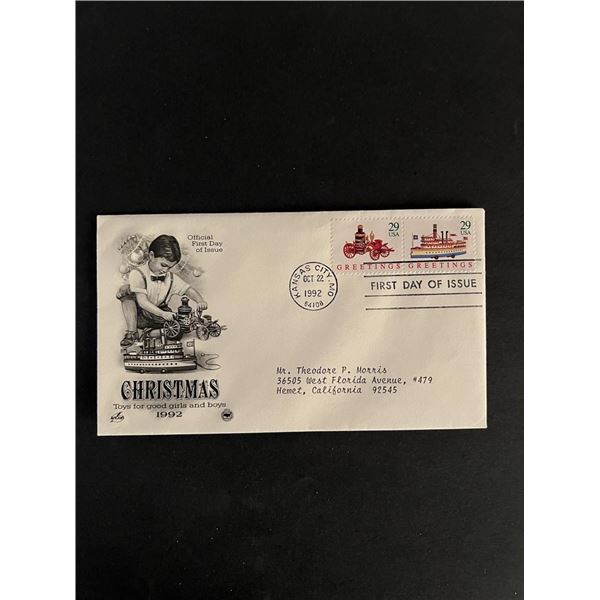 Official
First Day
of Issue
29
USA
GREETINGS
29
USA
GREETINGS
KANSAS CITY, MO
OCT 22
1992
64108
FIRST DAY OF ISSUE
Mr. Theodore P. Morris
36505 West Florida Avenue, #479
Hemet, California 92545
CHRISTMAS
Toys for good girls and boys
1992